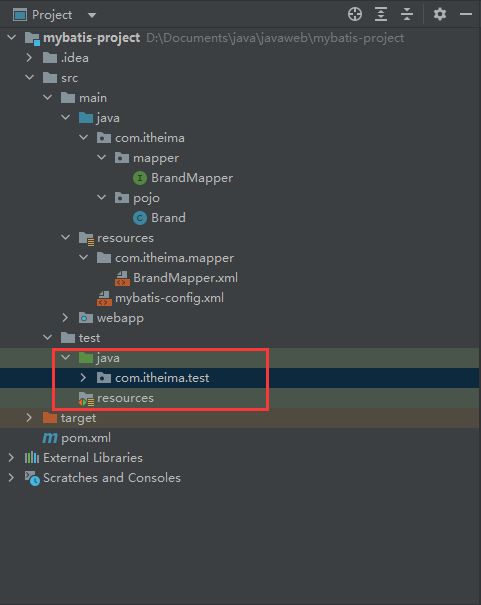 Project
mybatis-project D:\Documents\java\javaweb\mybatis-project
.idea
src
main
java
com.itheima
mapper
BrandMapper
pojo
Brand
resources
com.itheima.mapper
BrandMapper.xml
mybatis-config.xml
webapp
test
java
com.itheima.test
resources
target
pom.xml
External Libraries
Scratches and Consoles